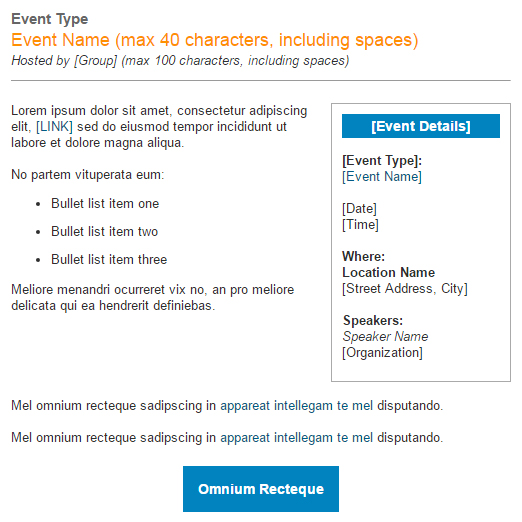 Event Type
Event Name (max 40 characters, including spaces)
Hosted by [Group] (max 100 characters, including spaces)
Lorem ipsum dolor sit amet, consectetur adipiscing
elit, [LINK] sed do eiusmod tempor incididunt ut
labore et dolore magna aliqua.
No partem vituperata eum:
• Bullet list item one
• Bullet list item two
• Bullet list item three
Meliore menandri ocurreret vix no, an pro meliore
delicata qui ea hendrerit definiebas.
[Event Details]
[Event Type]:
[Event Name]
[Date]
[Time]
Where:
Location Name
[Street Address, City]
Speakers:
Speaker Name
[Organization]
Mel omnium recteque sadipscing in appareat intellegam te mel disputando.
Mel omnium recteque sadipscing in appareat intellegam te mel disputando.
Omnium Recteque